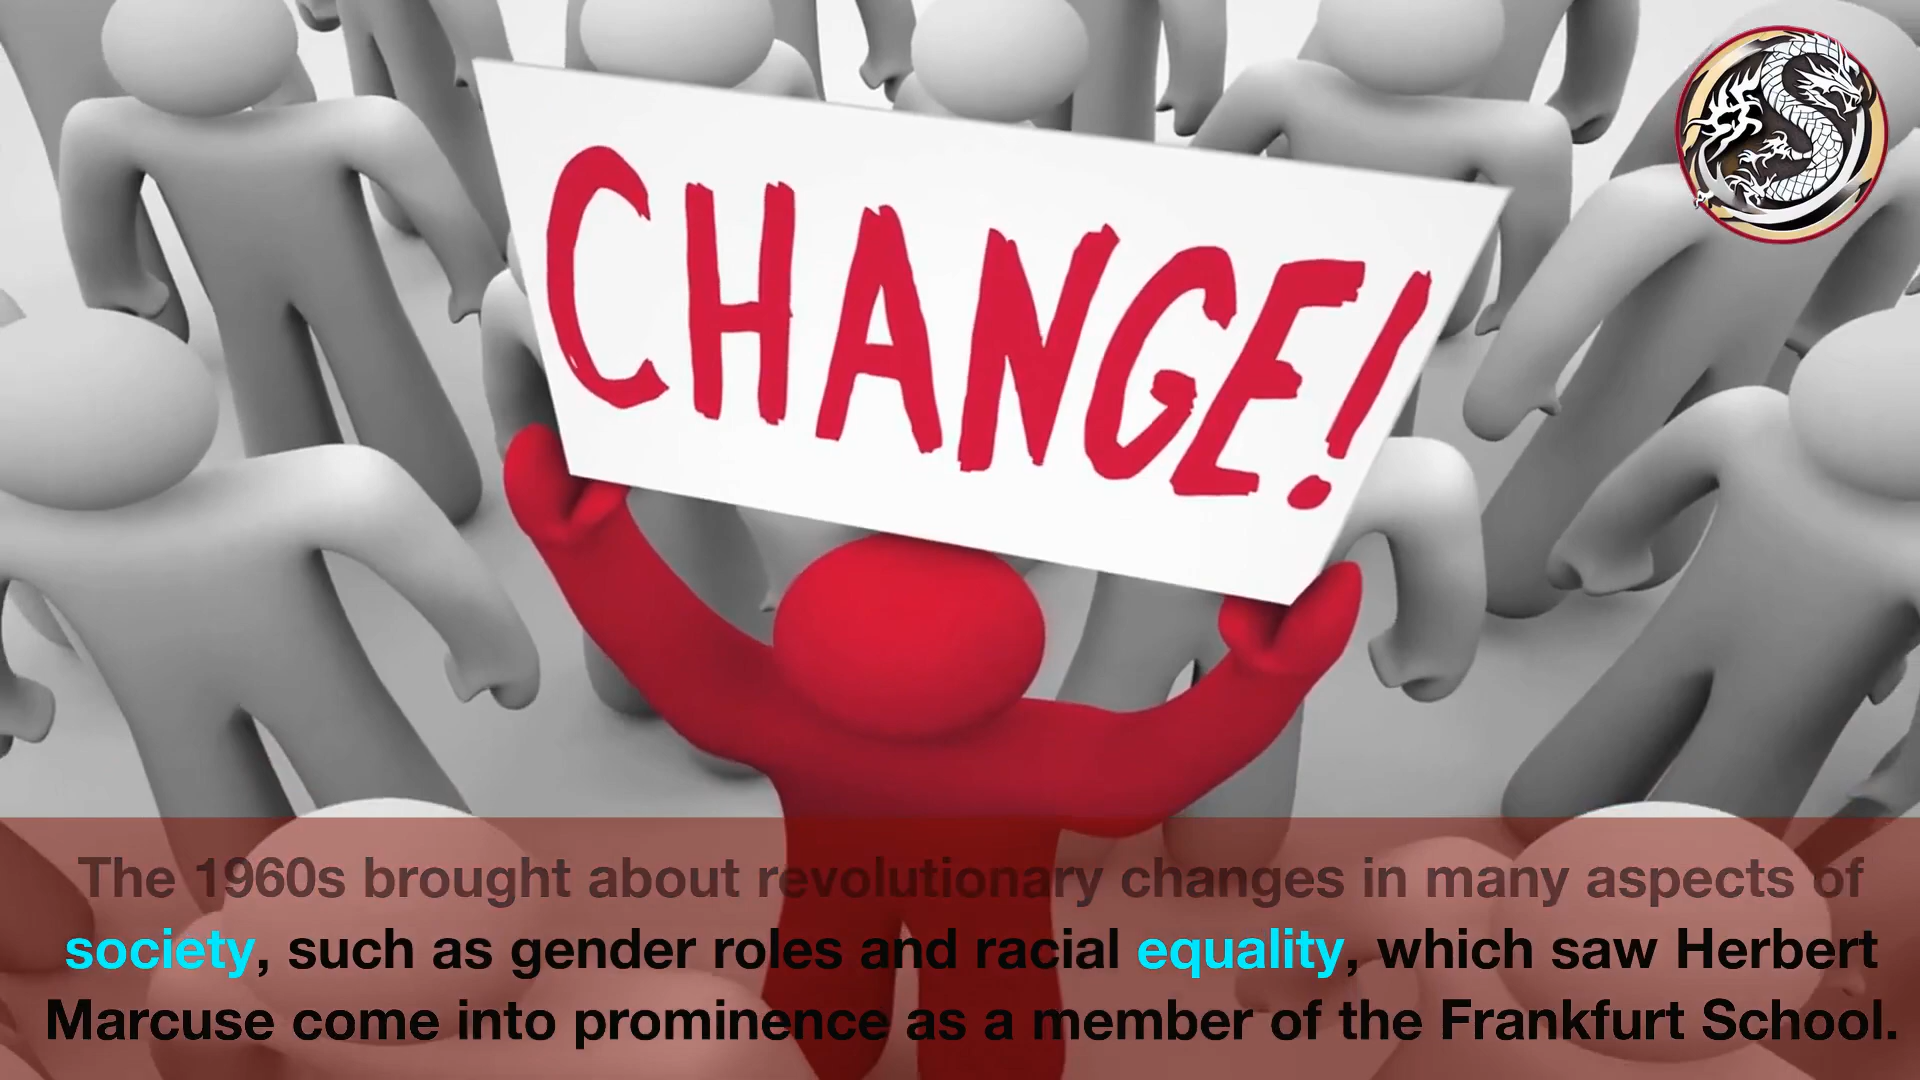 CHANGE!
The 1960s brought about revolutionary changes in many aspects of
society, such as gender roles and racial equality, which saw Herbert
Marcuse come into prominence as a member of the Frankfurt School.